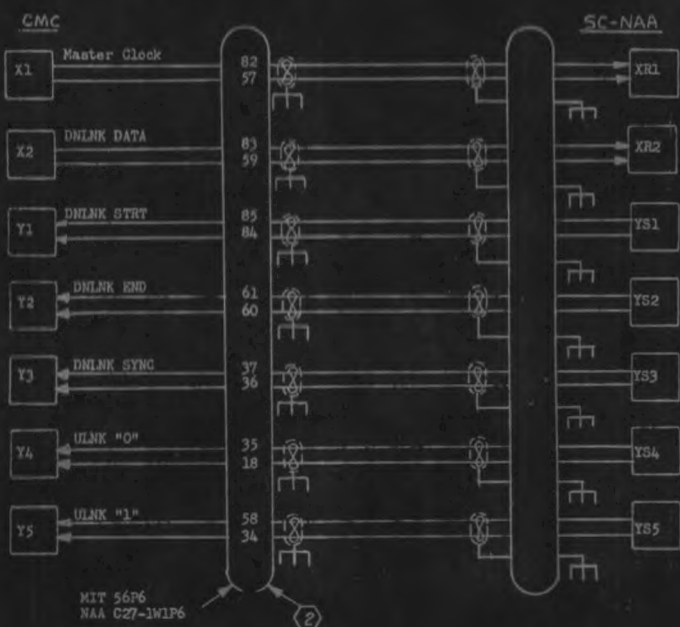 CMC SC-NAA
X1 Master Clock 82 XR1
57
X2 DNLNK DATA 83 XR2
59
Y1 DNLNK STRT 85 YS1
84
Y2 DNLNK END 61 YS2
60
Y3 DNLNK SYNC 37 YS3
36
Y4 ULNK "0" 35 YS4
18
Y5 ULNK "1" 58 YS5
34
MIT 56P6
NAA C27-1W1P6
2